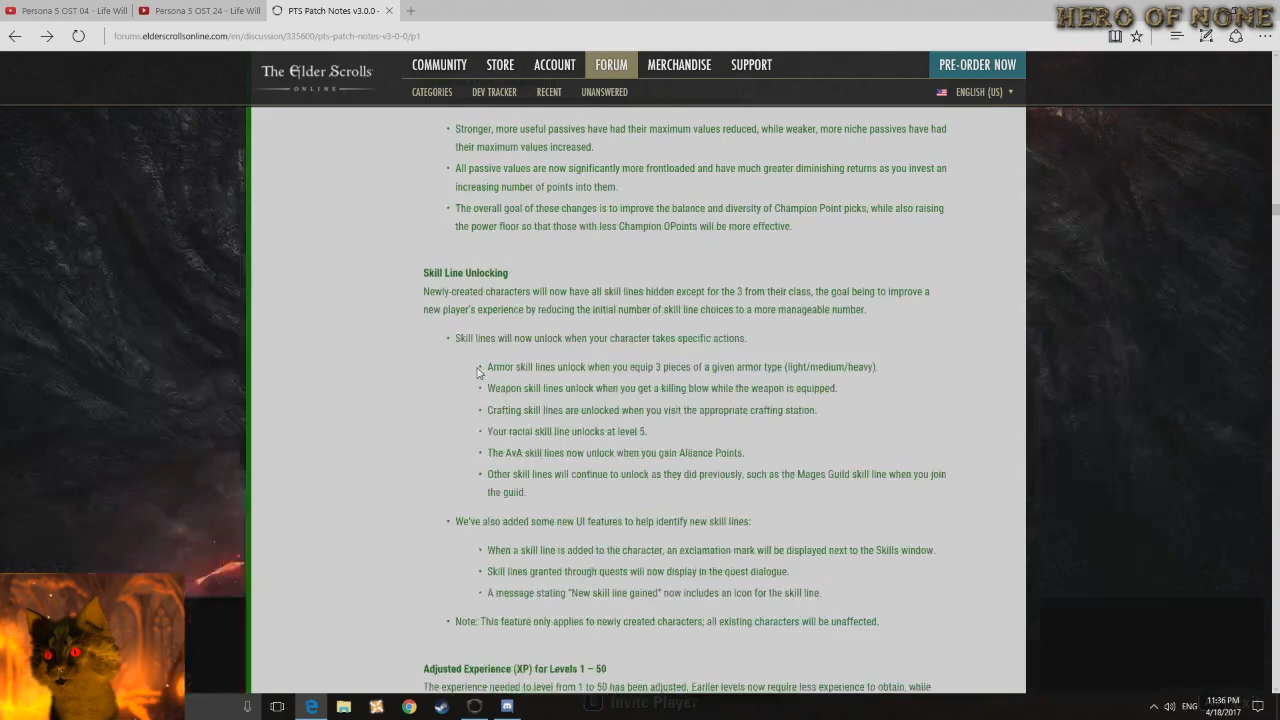 Persona 5 OST 04 - Life Will
Persona 5 OST 24 - Life Will
PTS Patch Notes v3.0.0 -
HERO OF NONE
forums.elderscrollsonline.com/en/discussion/335600/pts-patch-notes-v3-0-0/p1
The Elder Scrolls
ONLINE
COMMUNITY STORE ACCOUNT FORUM MERCHANDISE SUPPORT PRE-ORDER NOW
CATEGORIES DEV TRACKER RECENT UNANSWERED ENGLISH (US)
• Stronger, more useful passives have had their maximum values reduced, while weaker, more niche passives have had
their maximum values increased.
• All passive values are now significantly more frontloaded and have much greater diminishing returns as you invest an
increasing number of points into them.
• The overall goal of these changes is to improve the balance and diversity of Champion Point picks, while also raising
the power floor so that those with less Champion OPoints will be more effective.
Skill Line Unlocking
Newly-created characters will now have all skill lines hidden except for the 3 from their class, the goal being to improve a
new player's experience by reducing the initial number of skill line choices to a more manageable number.
• Skill lines will now unlock when your character takes specific actions.
• Armor skill lines unlock when you equip 3 pieces of a given armor type (light/medium/heavy).
• Weapon skill lines unlock when you get a killing blow while the weapon is equipped.
• Crafting skill lines are unlocked when you visit the appropriate crafting station.
• Your racial skill line unlocks at level 5.
• The AvA skill lines now unlock when you gain Alliance Points.
• Other skill lines will continue to unlock as they did previously, such as the Mages Guild skill line when you join
the guild.
• We've also added some new UI features to help identify new skill lines:
• When a skill line is added to the character, an exclamation mark will be displayed next to the Skills window.
• Skill lines granted through quests will now display in the quest dialogue.
• A message stating "New skill line gained" now includes an icon for the skill line.
• Note: This feature only applies to newly created characters; all existing characters will be unaffected.
Adjusted Experience (XP) for Levels 1 – 50
The experience needed to level from 1 to 50 has been adjusted. Earlier levels now require less experience to obtain, while
Invite Player
ENG
11:36 PM
4/18/2017